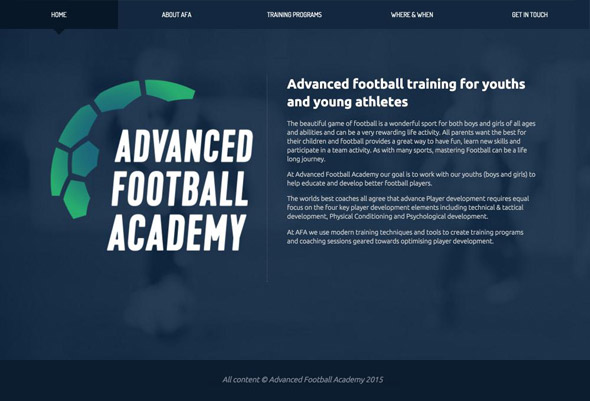 HOME
ABOUT AFA
TRAINING PROGRAMS
WHERE & WHEN
GET IN TOUCH
ADVANCED
FOOTBALL
ACADEMY
Advanced football training for youths
and young athletes
The beautiful game of football is a wonderful sport for both boys and girls of all ages
and abilities and can be a very rewarding life activity. All parents want the best for
their children and football provides a great way to have fun, learn new skills and
participate in a team activity. As with many sports, mastering Football can be a life
long journey.
At Advanced Football Academy our goal is to work with our youths (boys and girls) to
help educate and develop better football players.
The worlds best coaches all agree that advance Player development requires equal
focus on the four key player development elements including technical & tactical
development, Physical Conditioning and Psychological development.
At AFA we use modern training techniques and tools to create training programs
and coaching sessions geared towards optimising player development.
All content © Advanced Football Academy 2015